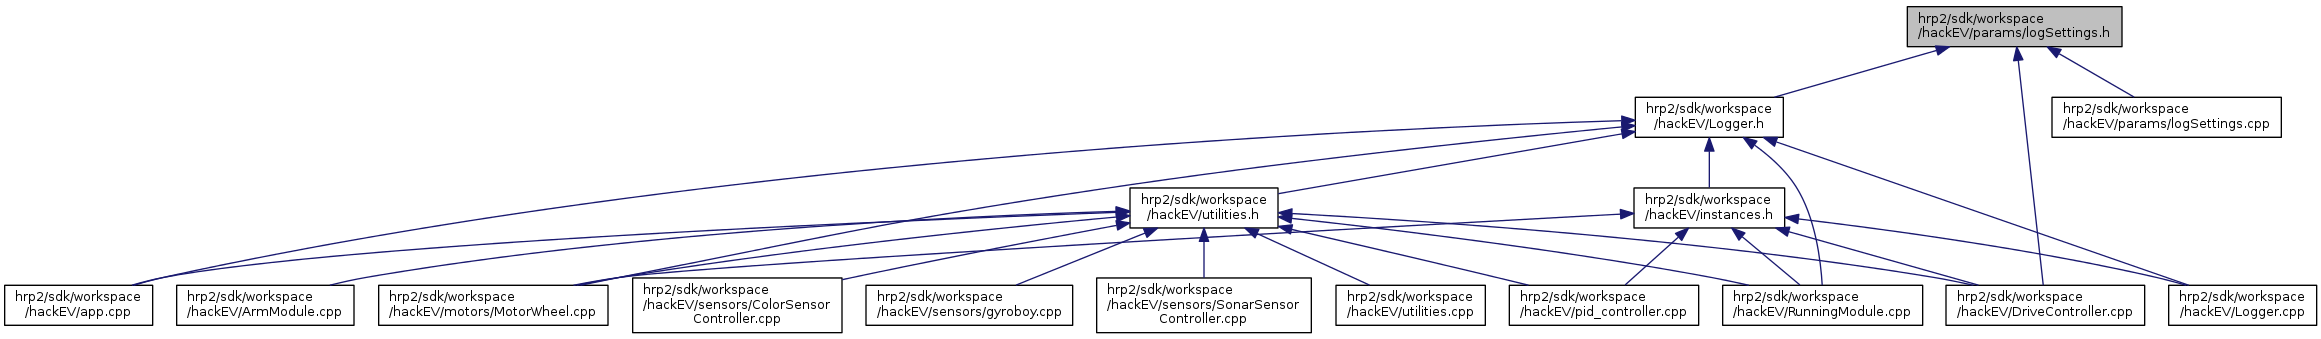 hrp2/sdk/workspace
/hackEV/params/logSettings.h
hrp2/sdk/workspace
/hackEV/Logger.h
hrp2/sdk/workspace
/hackEV/params/logSettings.cpp
hrp2/sdk/workspace
/hackEV/utilities.h
hrp2/sdk/workspace
/hackEV/instances.h
hrp2/sdk/workspace
/hackEV/app.cpp
hrp2/sdk/workspace
/hackEV/ArmModule.cpp
hrp2/sdk/workspace
/hackEV/motors/MotorWheel.cpp
hrp2/sdk/workspace
/hackEV/sensors/ColorSensor
Controller.cpp
hrp2/sdk/workspace
/hackEV/sensors/gyroboy.cpp
hrp2/sdk/workspace
/hackEV/sensors/SonarSensor
Controller.cpp
hrp2/sdk/workspace
/hackEV/utilities.cpp
hrp2/sdk/workspace
/hackEV/pid_controller.cpp
hrp2/sdk/workspace
/hackEV/RunningModule.cpp
hrp2/sdk/workspace
/hackEV/DriveController.cpp
hrp2/sdk/workspace
/hackEV/Logger.cpp